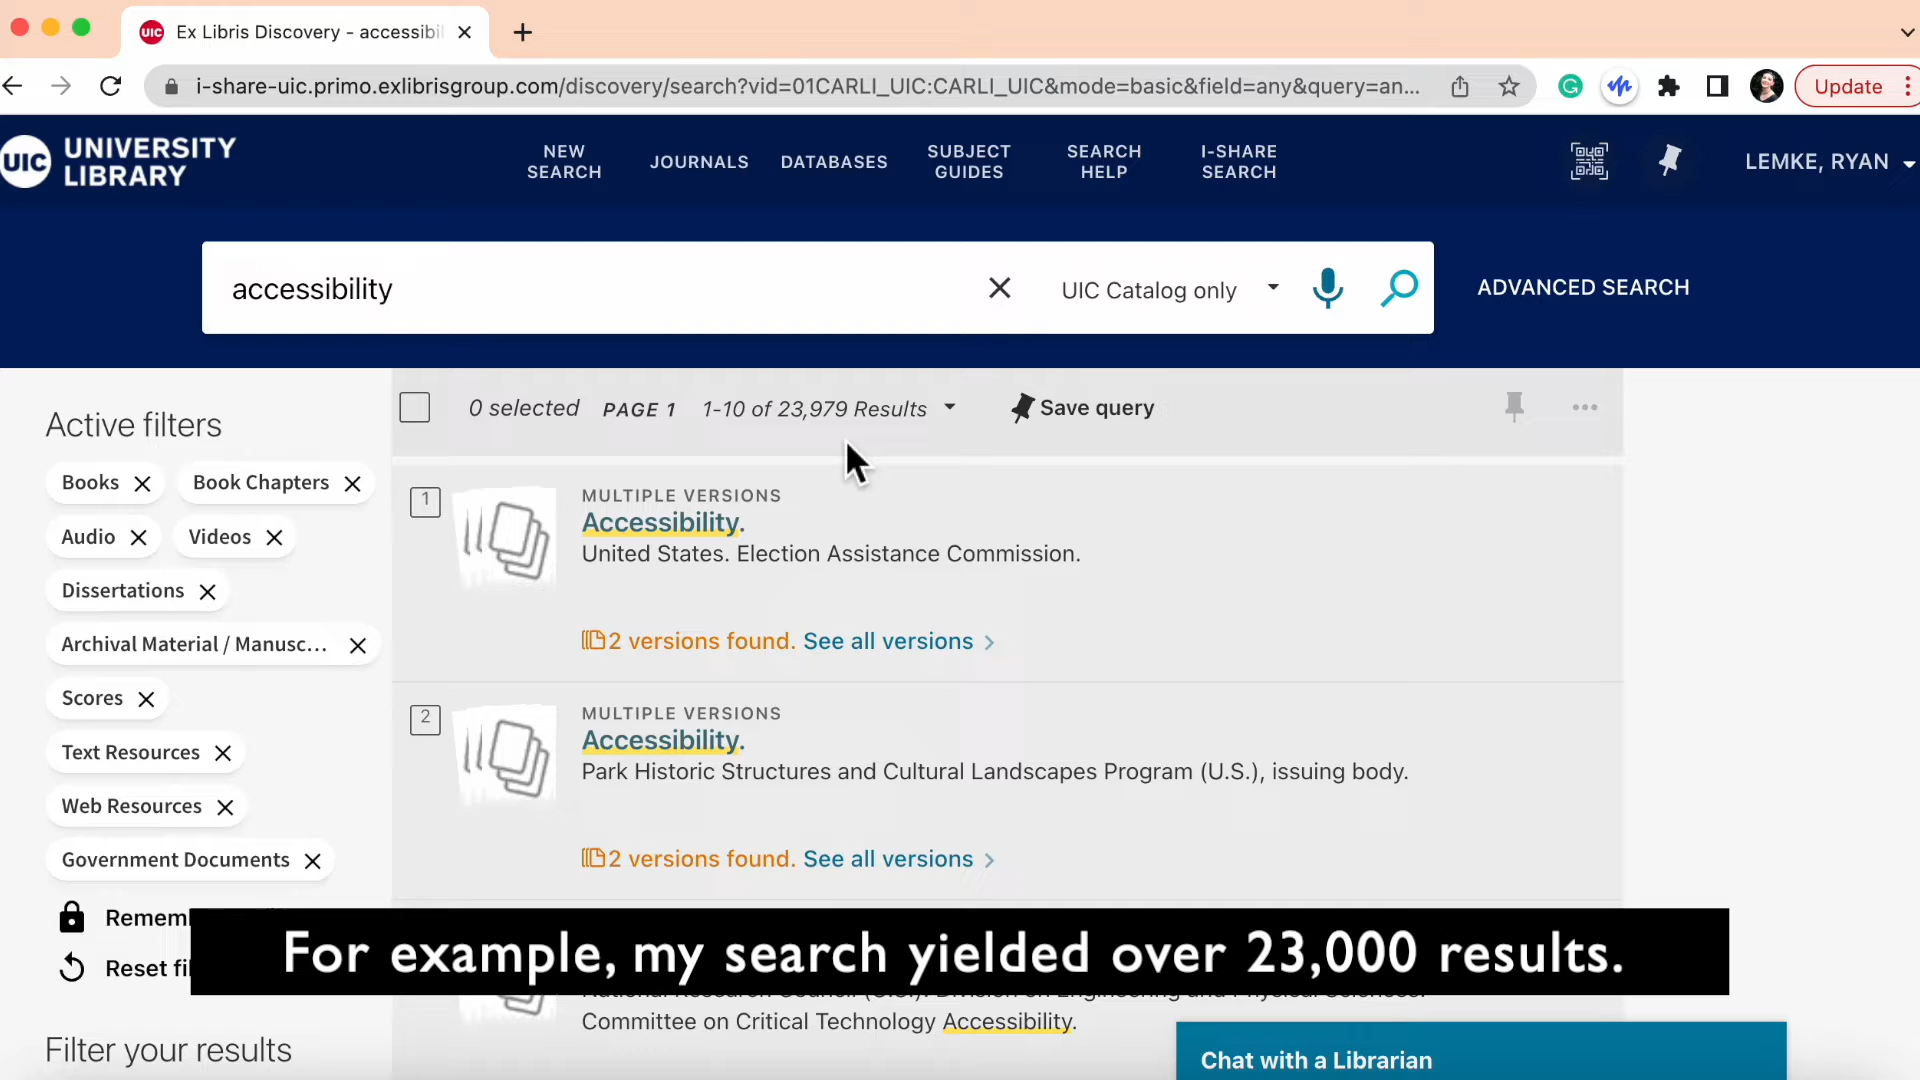 UIC
Ex Libris Discovery - accessibil
i-share-uic.primo.exlibrisgroup.com/discovery/search?vid=01CARLI_UIC:CARLI_UIC&mode=basic&field=any&query=an...
Update
UIC
UNIVERSITY
LIBRARY
NEW
SEARCH
JOURNALS
DATABASES
SUBJECT
GUIDES
SEARCH
HELP
I-SHARE
SEARCH
LEMKE, RYAN
accessibility
UIC Catalog only
ADVANCED SEARCH
Active filters
Books
Book Chapters
Audio
Videos
Dissertations
Archival Material / Manusc...
Scores
Text Resources
Web Resources
Government Documents
Filter your results
0 selected PAGE 1 1-10 of 23,979 Results
Save query
1
MULTIPLE VERSIONS
Accessibility.
United States. Election Assistance Commission.
2 versions found. See all versions
2
MULTIPLE VERSIONS
Accessibility.
Park Historic Structures and Cultural Landscapes Program (U.S.), issuing body.
2 versions found. See all versions
For example, my search yielded over 23,000 results.
Committee on Critical Technology Accessibility.
Chat with a Librarian